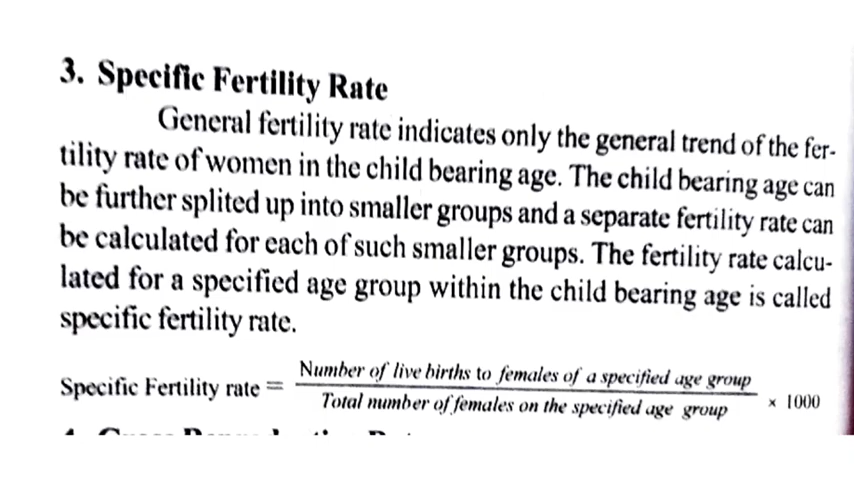 3. Specific Fertility Rate
General fertility rate indicates only the general trend of the fer-
tility rate of women in the child bearing age. The child bearing age can
be further splited up into smaller groups and a separate fertility rate can
be calculated for each of such smaller groups. The fertility rate calcu-
lated for a specified age group within the child bearing age is called
specific fertility rate.
Specific Fertility rate = Number of live births to females of a specified age group
Total number of females on the specified age group × 1000